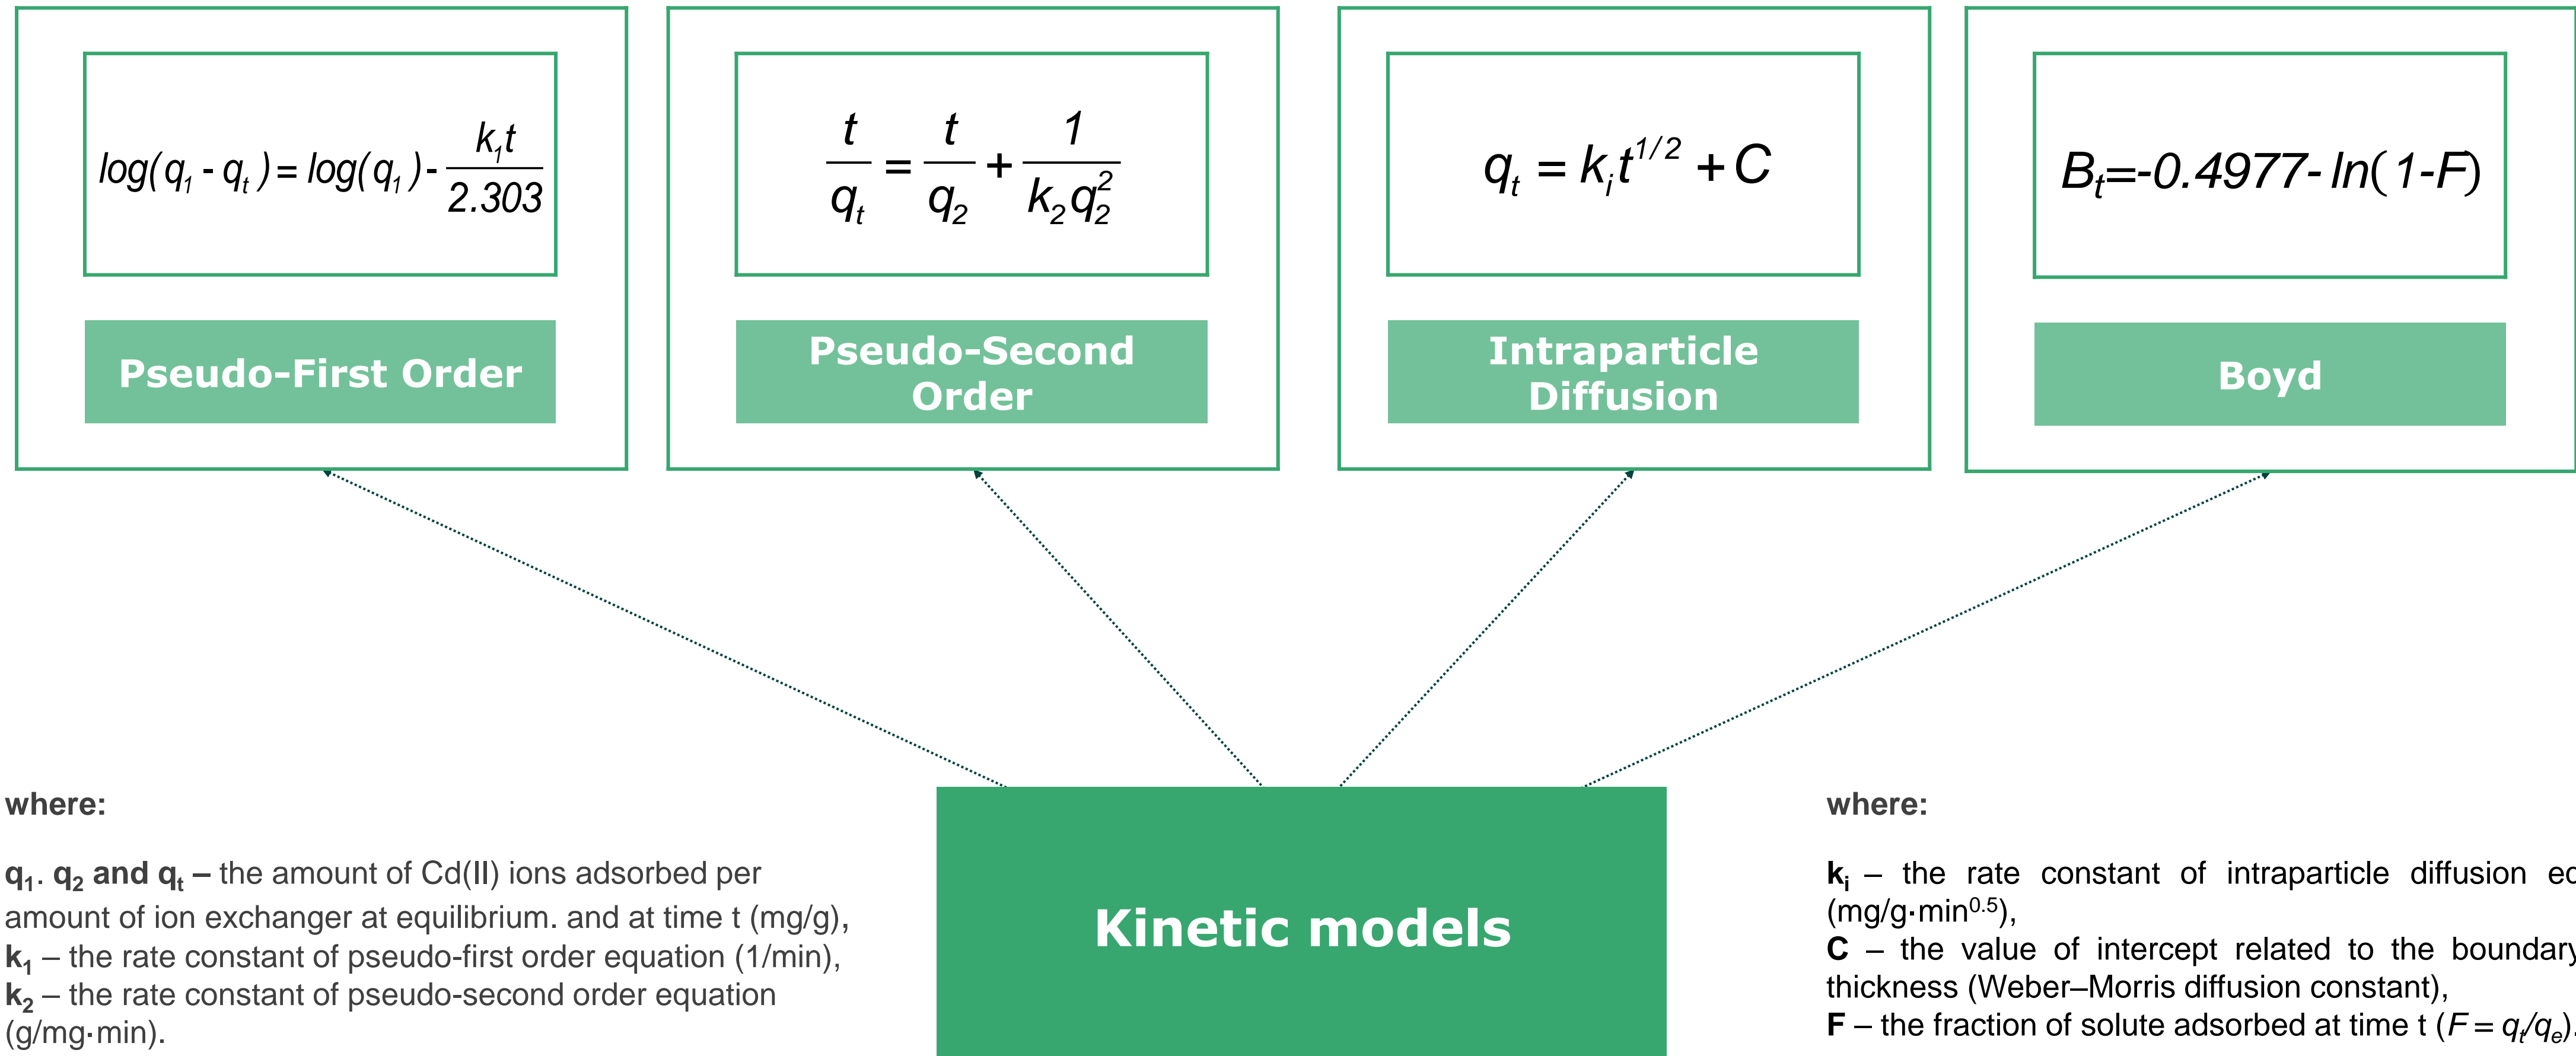 log(q₁ - qₜ) = log(q₁) - k₁t / 2.303
Pseudo-First Order
t/qₜ = t/q₂ + 1/(k₂q₂²)
Pseudo-Second
Order
qₜ = kᵢt^1/2 + C
Intraparticle
Diffusion
Bₜ=-0.4977- ln(1-F)
Boyd
Kinetic models
where:
q₁. q₂ and qₜ – the amount of Cd(II) ions adsorbed per
amount of ion exchanger at equilibrium. and at time t (mg/g),
k₁ – the rate constant of pseudo-first order equation (1/min),
k₂ – the rate constant of pseudo-second order equation
(g/mg·min).
where:
kᵢ – the rate constant of intraparticle diffusion
(mg/g·min^0.5),
C – the value of intercept related to the boundary
thickness (Weber–Morris diffusion constant),
F – the fraction of solute adsorbed at time t (F = qₜ/qₑ).